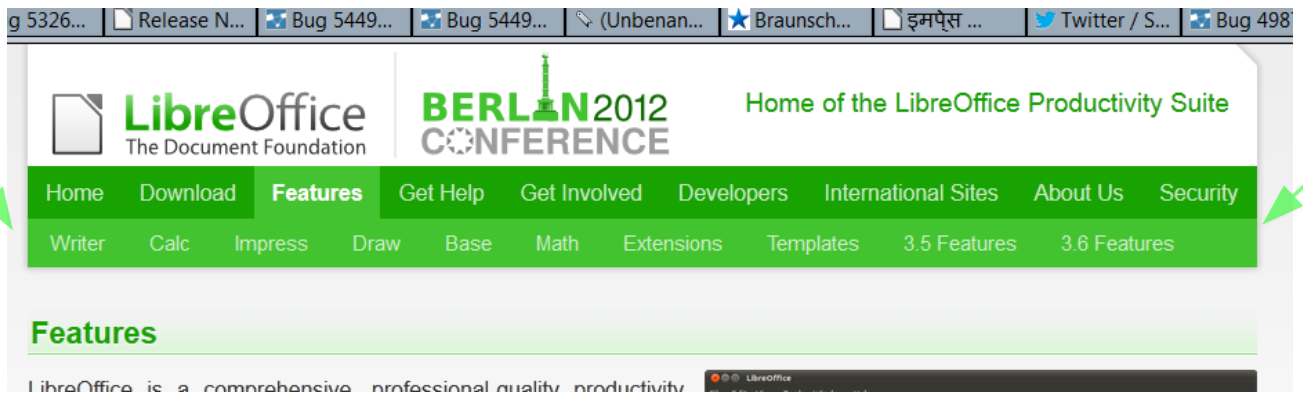 g 5326... Release N... Bug 5449... Bug 5449... (Unbenan... Braunsch... इमप्रेस ... Twitter / S... Bug 498
LibreOffice
The Document Foundation
BERLIN 2012
CONFERENCE
Home of the LibreOffice Productivity Suite
Home Download Features Get Help Get Involved Developers International Sites About Us Security
Writer Calc Impress Draw Base Math Extensions Templates 3.5 Features 3.6 Features
Features
LibreOffice is a comprehensive, professional-quality productivity
LibreOffice